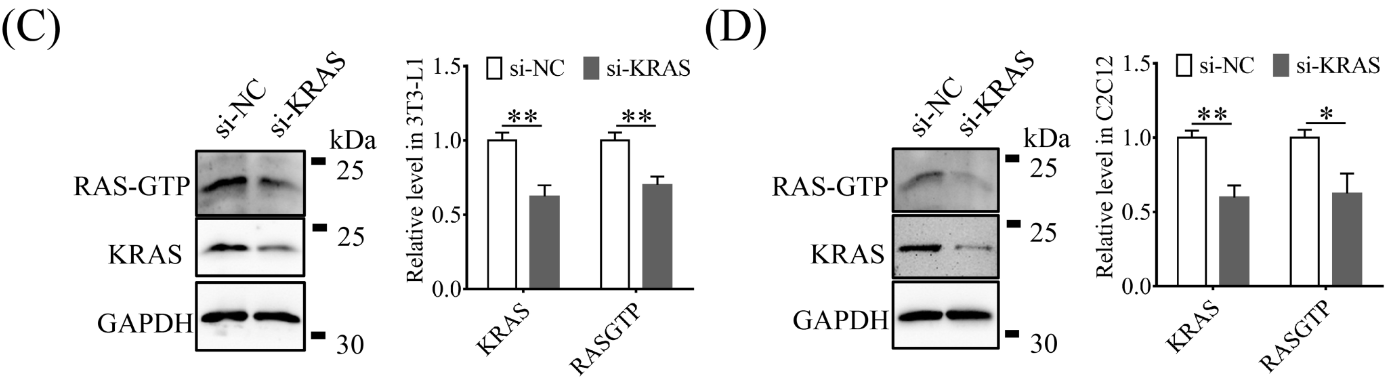 (C)
si-NC
si-KRAS
kDa
RAS-GTP
25
KRAS
25
GAPDH
30
Relative level in 3T3-L1
1.5
1.0
0.5
0.0
si-NC si-KRAS
** **
KRAS
RASGTP
(D)
si-NC
si-KRAS
kDa
RAS-GTP
25
KRAS
25
GAPDH
30
Relative level in C2C12
1.5
1.0
0.5
0.0
si-NC si-KRAS
** *
KRAS
RASGTP